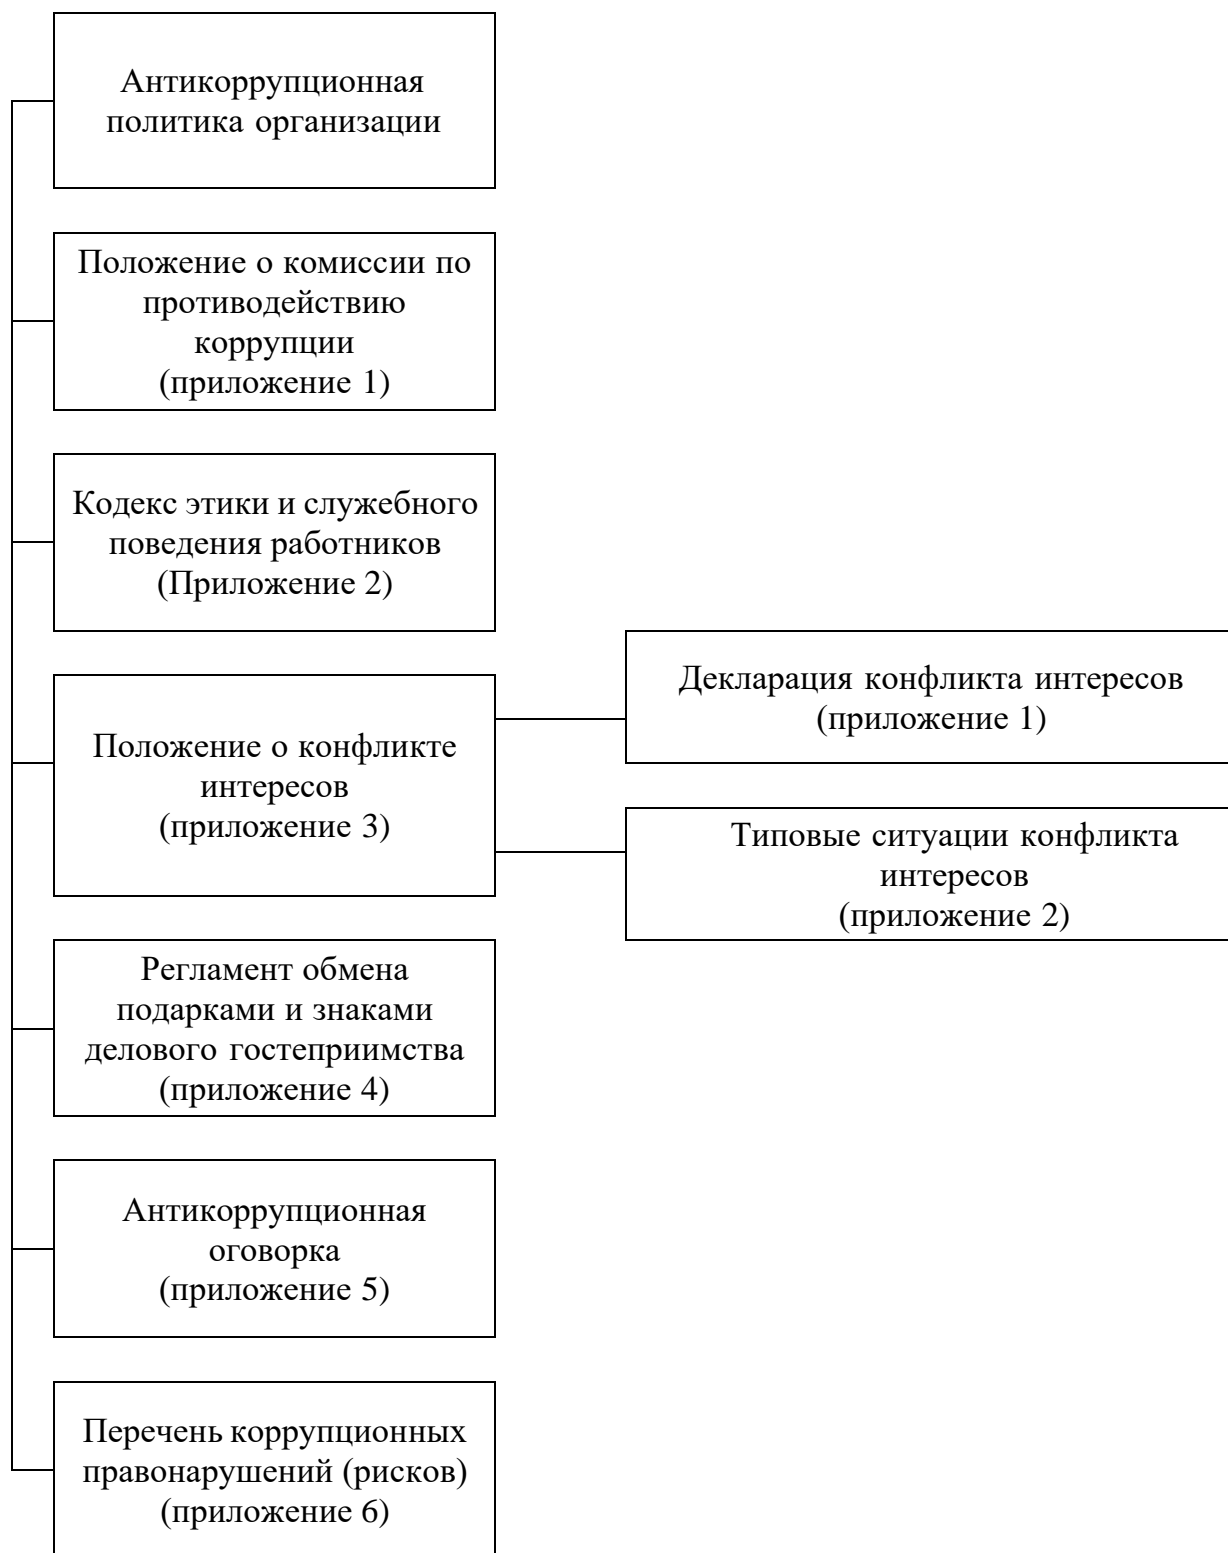 Антикоррупционная
политика организации
Положение о комиссии по
противодействию
коррупции
(приложение 1)
Кодекс этики и служебного
поведения работников
(Приложение 2)
Положение о конфликте
интересов
(приложение 3)
Декларация конфликта интересов
(приложение 1)
Типовые ситуации конфликта
интересов
(приложение 2)
Регламент обмена
подарками и знаками
делового гостеприимства
(приложение 4)
Антикоррупционная
оговорка
(приложение 5)
Перечень коррупционных
правонарушений (рисков)
(приложение 6)